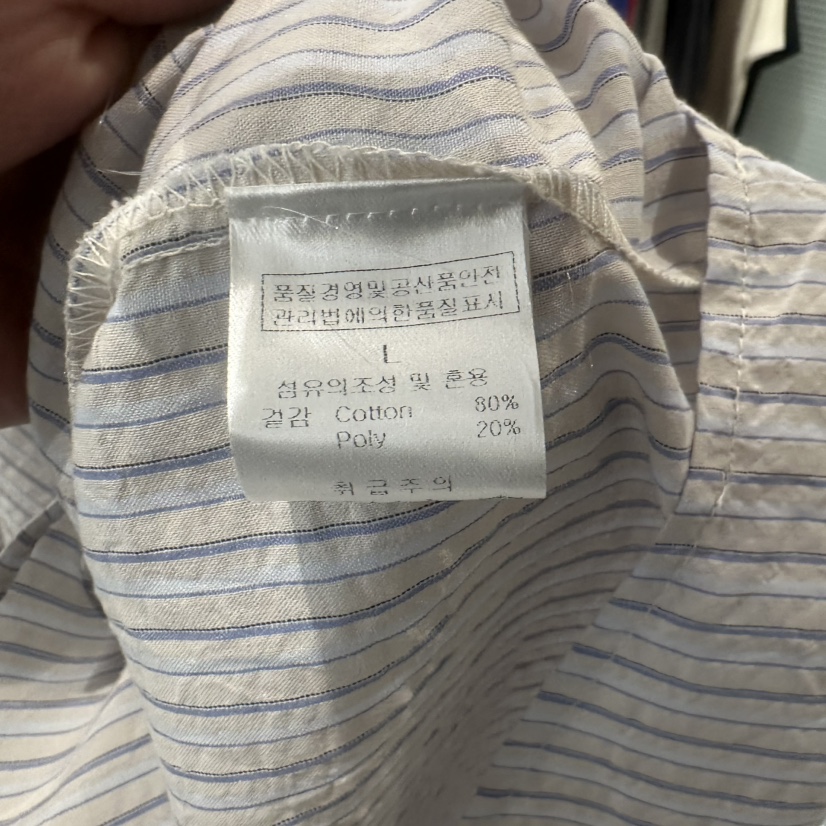 품질경영및공산품안전
관리법에의한품질표시
L
섬유의조성 및 혼용
겉감 Cotton 80%
Poly 20%
취급주의